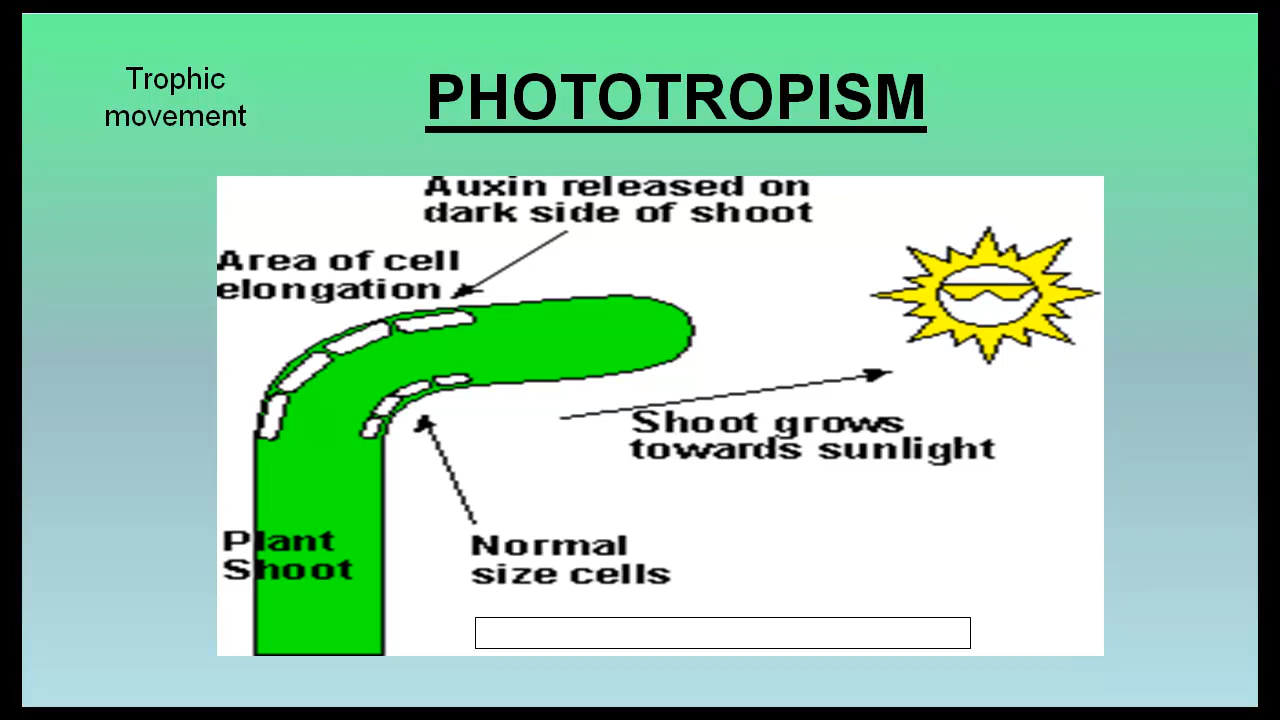 Trophic
movement
PHOTOTROPISM
Auxin released on
dark side of shoot
Area of cell
elongation
Shoot grows
towards sunlight
Plant
Shoot
Normal
size cells